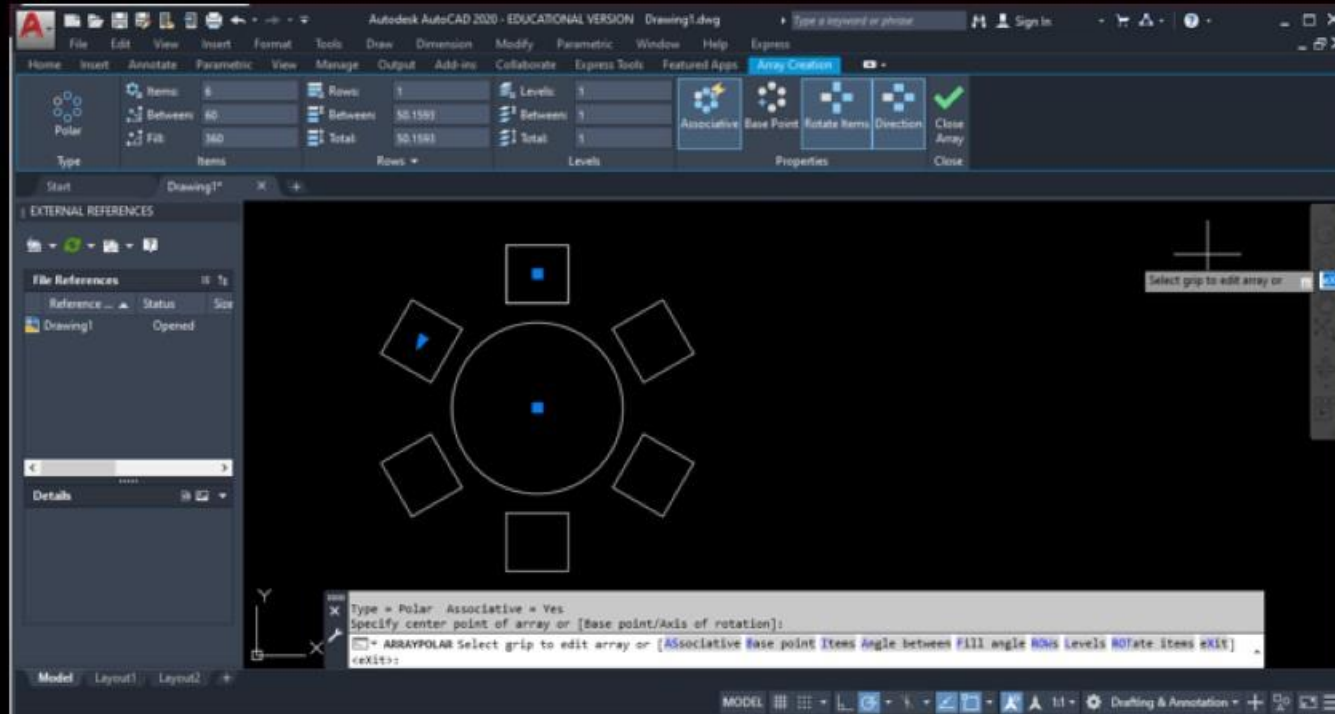 Autodesk AutoCAD 2020 - EDUCATIONAL VERSION Drawing1.dwg
Type a keyword or phrase
Sign In
File Edit View Insert Format Tools Draw Dimension Modify Parametric Window Help Express
Home Insert Annotate Parametric View Manage Output Add-ins Collaborate Express Tools Featured Apps Array Creation
Polar
Items: 6
Between: 60
Fill: 360
Rows: 1
Between: 50.1593
Total: 50.1593
Levels: 1
Between: 1
Total: 1
Associative Base Point Rotate Items Direction Close Array
Type Items Rows Levels Properties Close
Start Drawing1*
EXTERNAL REFERENCES
File References
Reference ... Status Size
Drawing1 Opened
Details
Select grip to edit array or
Y
X
Type = Polar Associative = Yes
Specify center point of array or [Base point/Axis of rotation]:
ARRAYPOLAR Select grip to edit array or [ASsociative Base point Items Angle between Fill angle ROWs Levels ROTate items eXit]
<eXit>:
Model Layout1 Layout2 +
MODEL 1:1 Drafting & Annotation